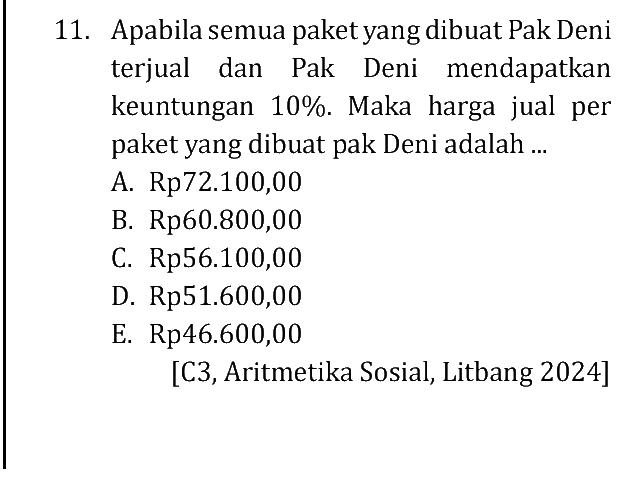 11. Apabila semua paket yang dibuat Pak Deni
terjual dan Pak Deni mendapatkan
keuntungan 10%. Maka harga jual per
paket yang dibuat pak Deni adalah ...
A. Rp72.100,00
B. Rp60.800,00
C. Rp56.100,00
D. Rp51.600,00
E. Rp46.600,00
[C3, Aritmetika Sosial, Litbang 2024]